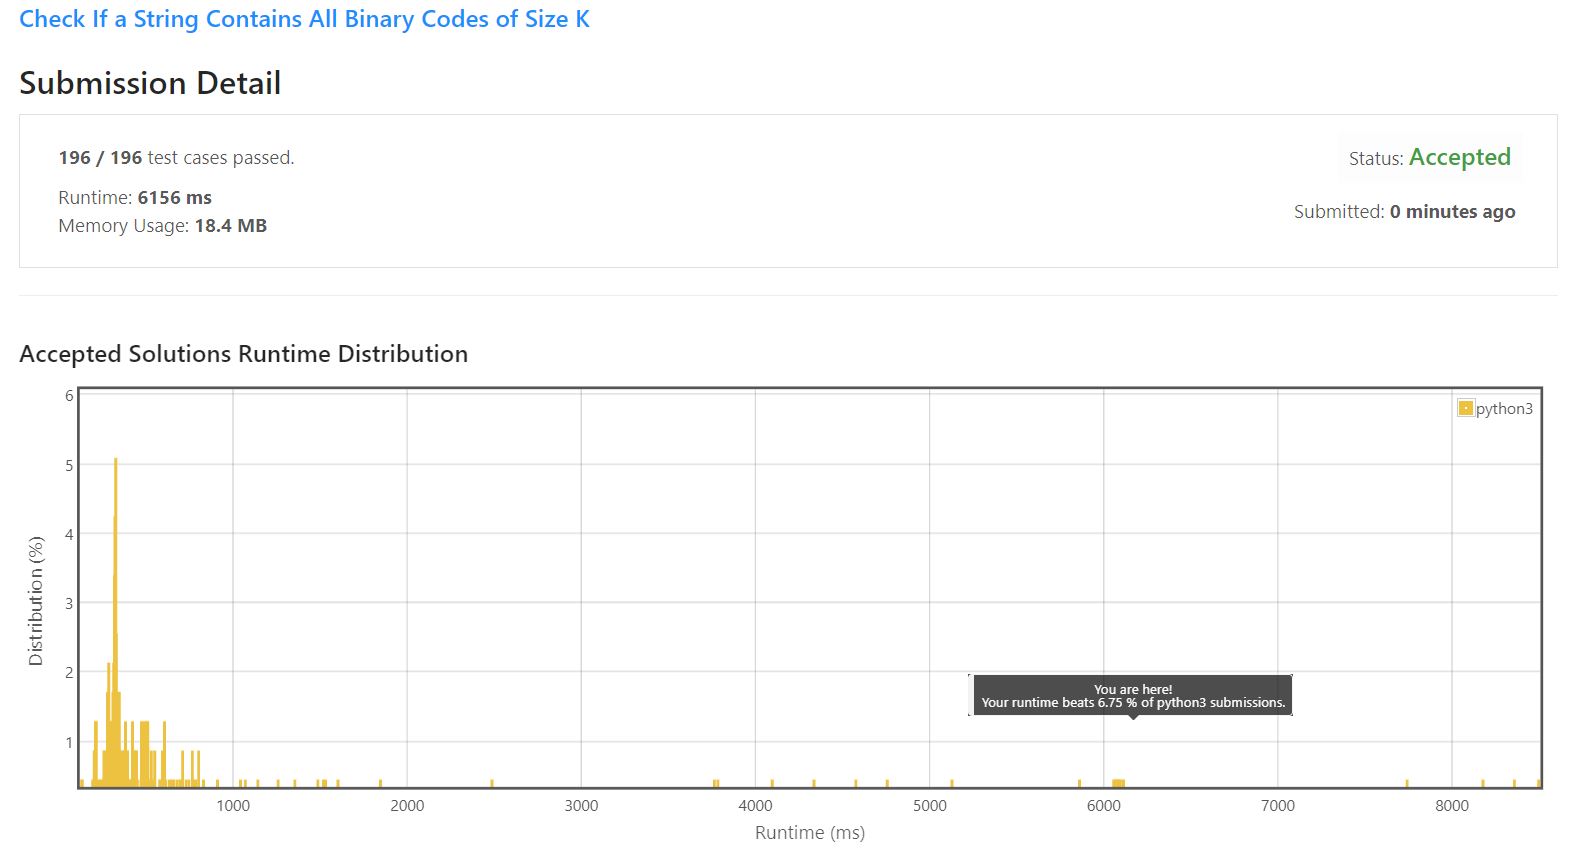 Check If a String Contains All Binary Codes of Size K
Submission Detail
196 / 196 test cases passed.
Status: Accepted
Runtime: 6156 ms
Submitted: 0 minutes ago
Memory Usage: 18.4 MB
Accepted Solutions Runtime Distribution
6
python3
5
4
3
2
1
Distribution (%)
You are here!
Your runtime beats 6.75 % of python3 submissions.
1000 2000 3000 4000 5000 6000 7000 8000
Runtime (ms)